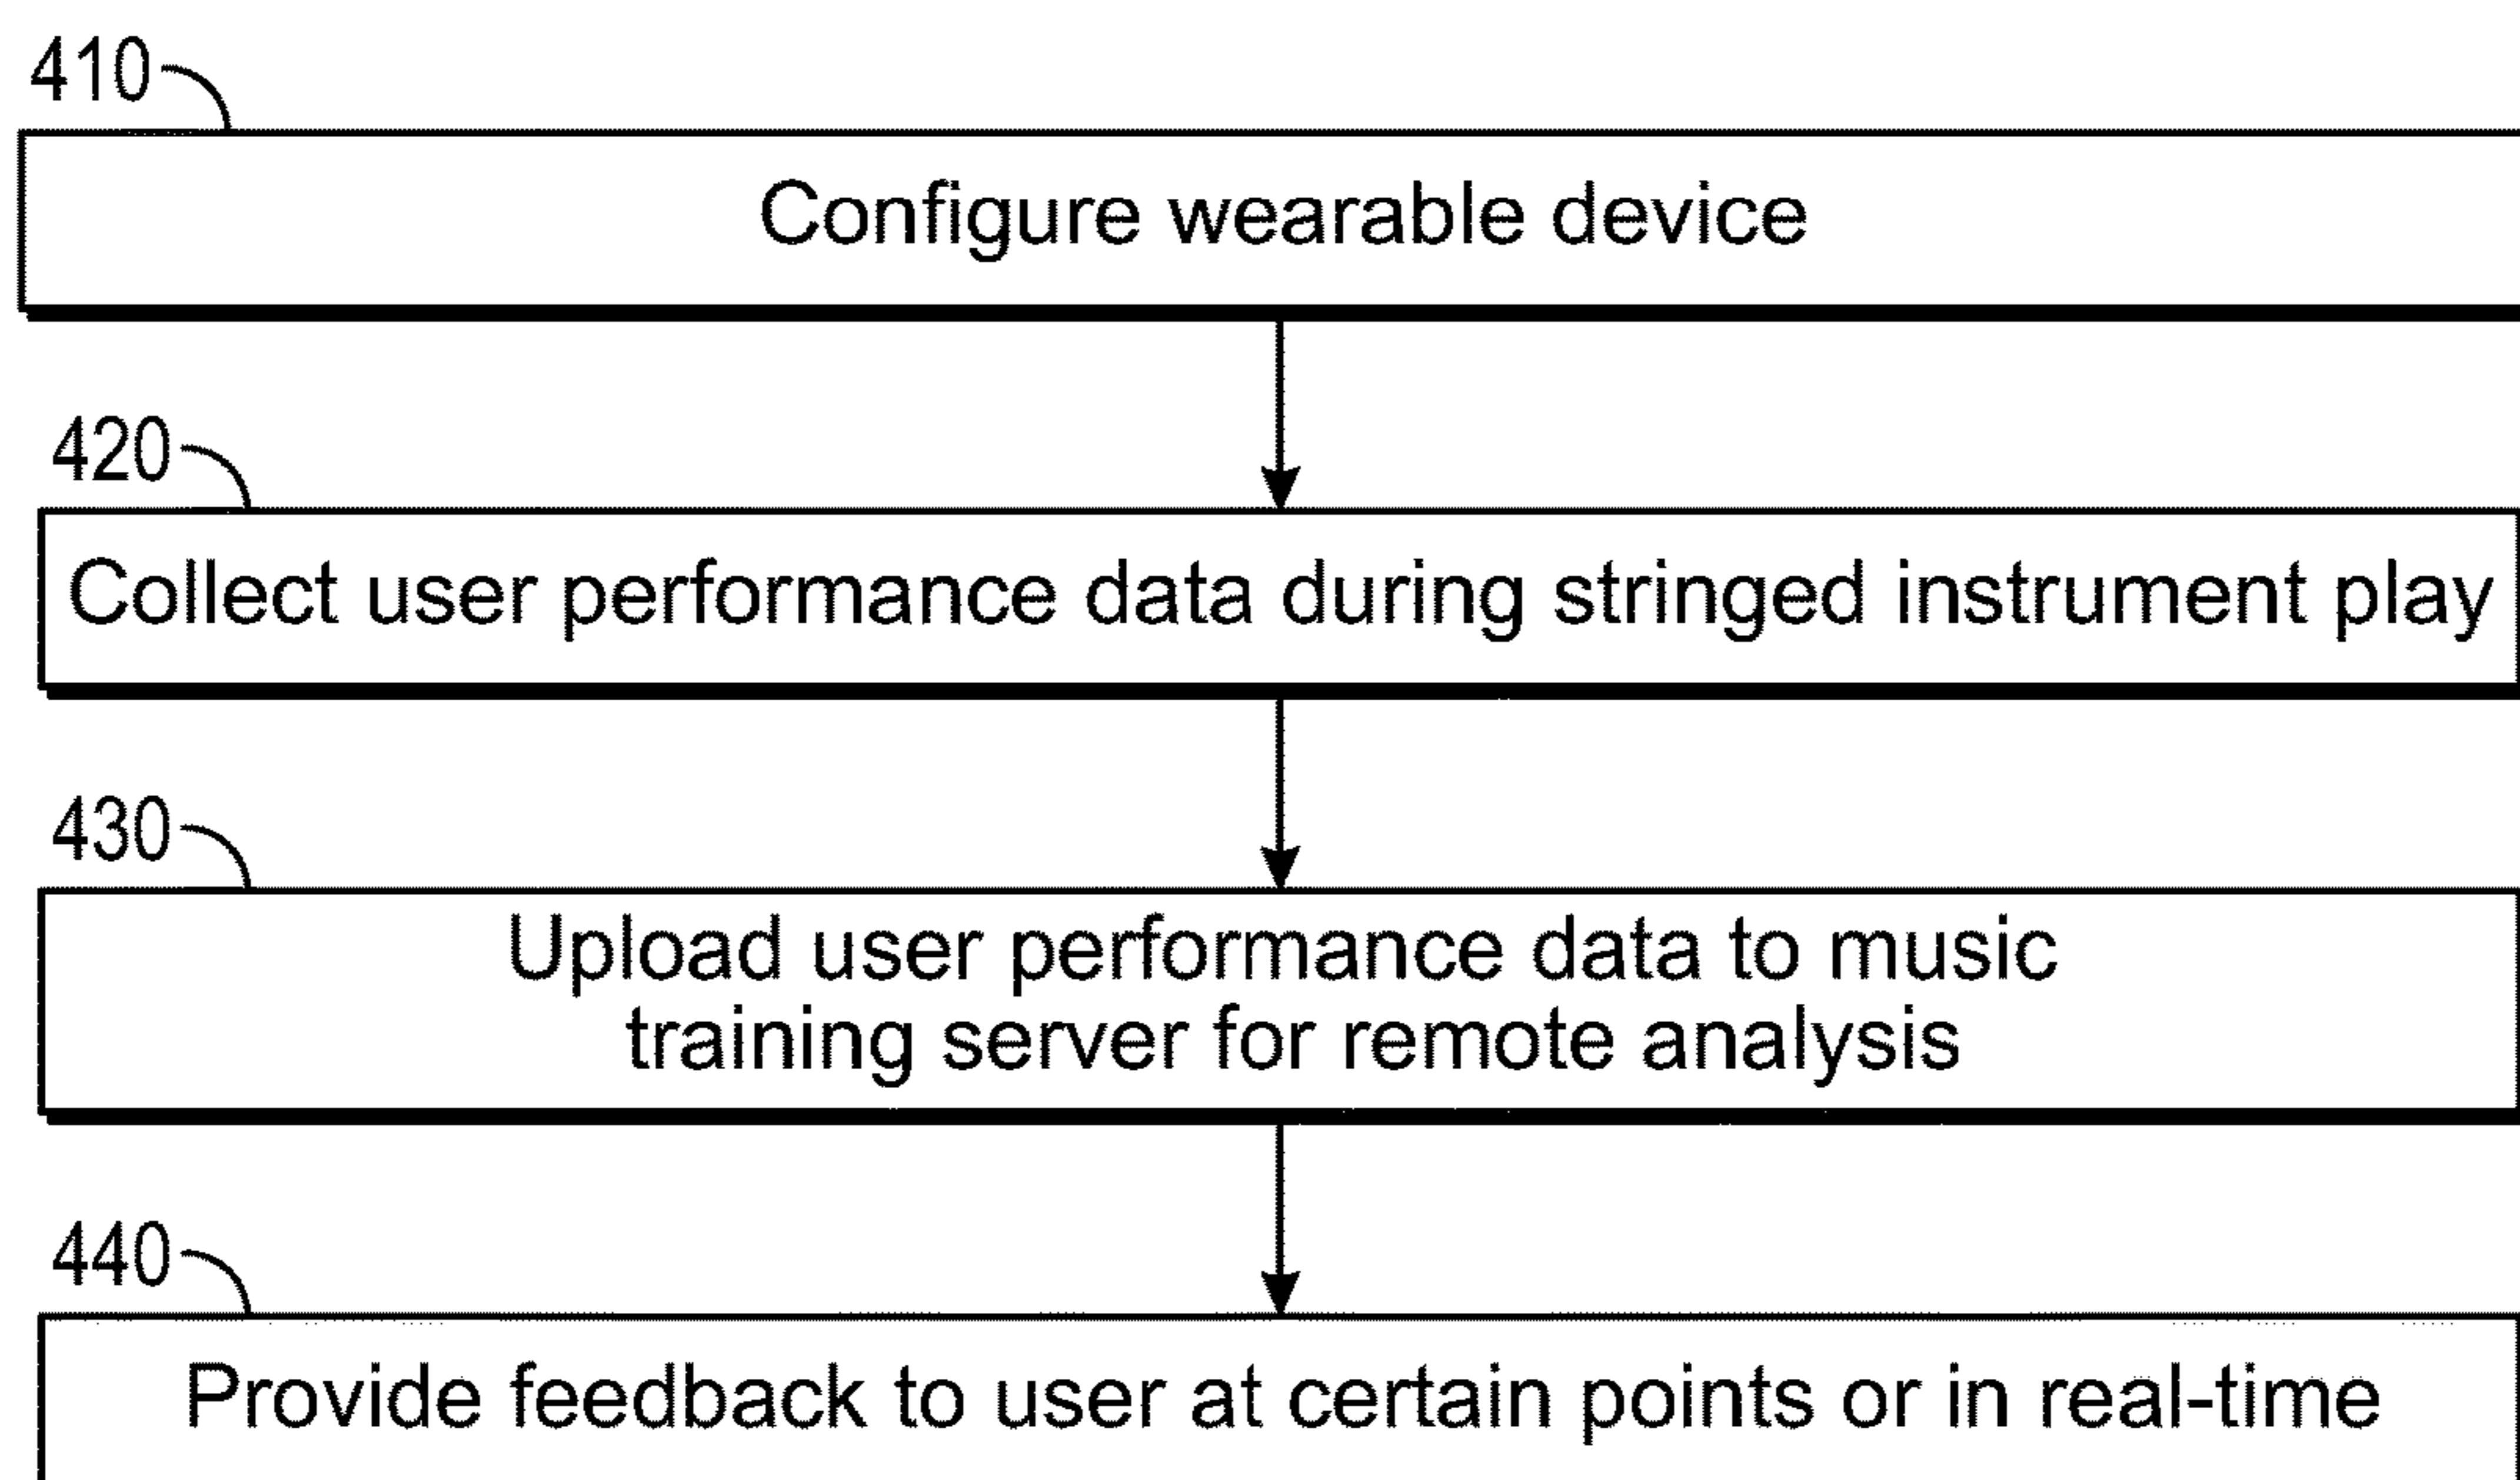 410
Configure wearable device
420
Collect user performance data during stringed instrument play
430
Upload user performance data to music
training server for remote analysis
440
Provide feedback to user at certain points or in real-time